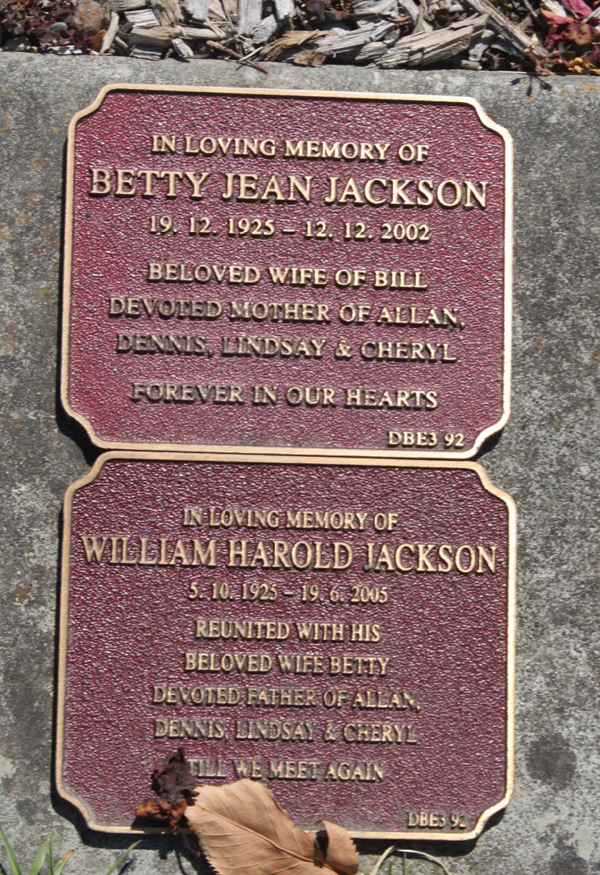 IN LOVING MEMORY OF
BETTY JEAN JACKSON
19. 12. 1925 – 12. 12. 2002
BELOVED WIFE OF BILL
DEVOTED MOTHER OF ALLAN,
DENNIS, LINDSAY & CHERYL
FOREVER IN OUR HEARTS
DBE3 92
IN LOVING MEMORY OF
WILLIAM HAROLD JACKSON
5. 10. 1925 – 19. 6. 2005
REUNITED WITH HIS
BELOVED WIFE BETTY
DEVOTED FATHER OF ALLAN,
DENNIS, LINDSAY & CHERYL
TILL WE MEET AGAIN
DBE3 92